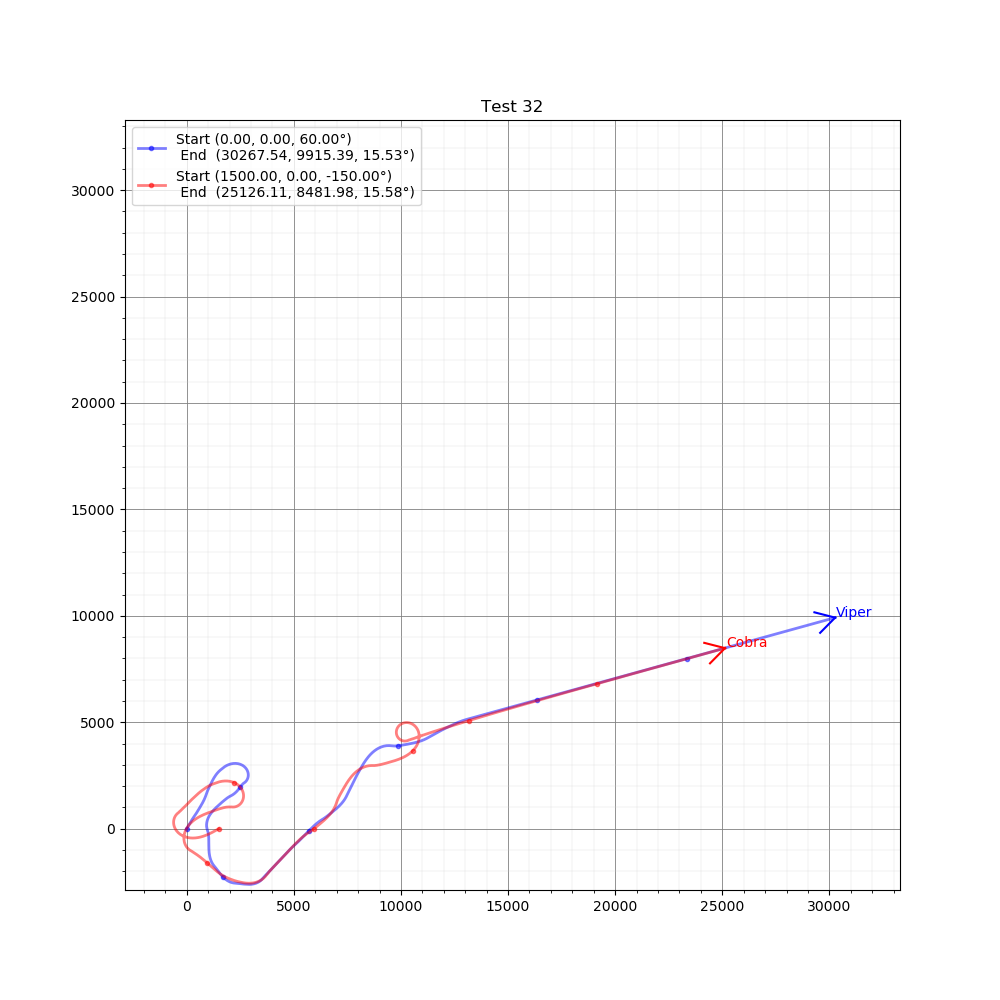 Test 32
Start (0.00, 0.00, 60.00°)
End  (30267.54, 9915.39, 15.53°)
Start (1500.00, 0.00, -150.00°)
End  (25126.11, 8481.98, 15.58°)
30000
25000
20000
15000
10000
5000
0
Viper
Cobra
0 5000 10000 15000 20000 25000 30000